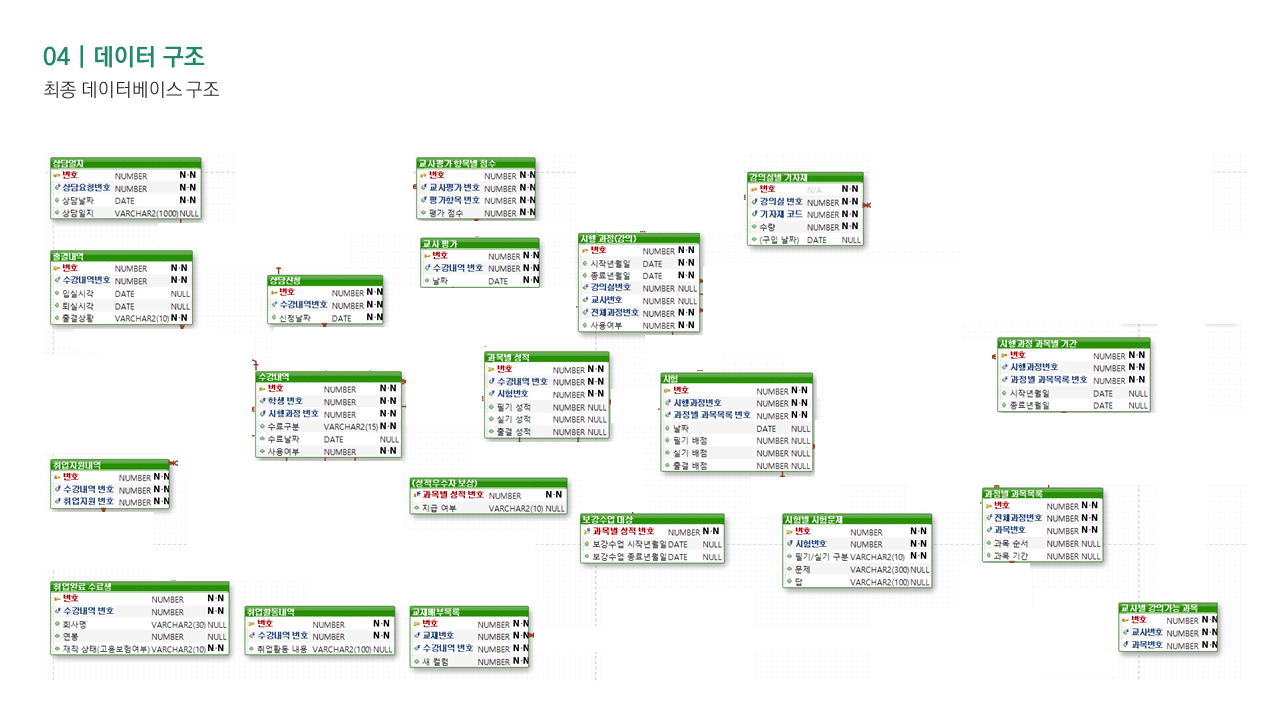 04 | 데이터 구조
최종 데이터베이스 구조
상담일지
번호 NUMBER N-N
상담요청번호 NUMBER N-N
상담날짜 DATE N-N
상담일지 VARCHAR2(1000) NULL
교사평가 항목별 점수
번호 NUMBER N-N
교사평가 번호 NUMBER N-N
평가항목 번호 NUMBER N-N
평가 점수 NUMBER N-N
강의실별 기자재
번호 N/A N-N
강의실 번호 NUMBER N-N
기자재 코드 NUMBER N-N
수량 NUMBER N-N
(구입 날짜) DATE NULL
출결내역
번호 NUMBER N-N
수강내역번호 NUMBER N-N
입실시각 DATE NULL
퇴실시각 DATE NULL
출결상황 VARCHAR2(10) N-N
상담신청
번호 NUMBER N-N
수강내역번호 NUMBER N-N
신청날짜 DATE N-N
교사 평가
번호 NUMBER N-N
수강내역 번호 NUMBER N-N
날짜 DATE N-N
시행 과정(강의)
번호 NUMBER N-N
시작년월일 DATE N-N
종료년월일 DATE N-N
강의실번호 NUMBER NULL
교사번호 NUMBER N-N
전체과정번호 NUMBER N-N
사용여부 NUMBER N-N
시행과정 과목별 기간
번호 NUMBER N-N
시행과정번호 NUMBER N-N
과정별 과목목록 번호 NUMBER N-N
시작년월일 DATE NULL
종료년월일 DATE NULL
수강내역
번호 NUMBER N-N
학생 번호 NUMBER N-N
시행과정 번호 NUMBER N-N
수료구분 VARCHAR2(15) N-N
수료날짜 DATE NULL
사용여부 NUMBER N-N
과목별 성적
번호 NUMBER N-N
수강내역 번호 NUMBER N-N
시험번호 NUMBER N-N
필기 성적 NUMBER NULL
실기 성적 NUMBER NULL
출결 성적 NUMBER NULL
시험
번호 NUMBER N-N
시행과정번호 NUMBER N-N
과정별 과목목록 번호 NUMBER N-N
날짜 DATE NULL
필기 배점 NUMBER NULL
실기 배점 NUMBER NULL
출결 배점 NUMBER NULL
취업지원내역
번호 NUMBER N-N
수강내역 번호 NUMBER N-N
취업지원 번호 NUMBER N-N
(성적우수자 보상)
과목별 성적 번호 NUMBER N-N
지급 여부 VARCHAR2(10) NULL
보강수업 대상
과목별 성적 번호 NUMBER N-N
보강수업 시작년월일 DATE NULL
보강수업 종료년월일 DATE NULL
시험별 시험문제
번호 NUMBER N-N
시험번호 NUMBER N-N
필기/실기 구분 VARCHAR2(10) N-N
문제 VARCHAR2(300) NULL
답 VARCHAR2(100) NULL
과정별 과목목록
번호 NUMBER N-N
전체과정번호 NUMBER N-N
과목번호 NUMBER N-N
과목 순서 NUMBER NULL
과목 기간 NUMBER NULL
취업완료 수료생
번호 NUMBER N-N
수강내역 번호 NUMBER N-N
회사명 VARCHAR2(30) NULL
연봉 NUMBER NULL
재직 상태(고용보험여부) VARCHAR2(10) N-N
취업활동내역
번호 NUMBER N-N
수강내역 번호 NUMBER N-N
취업활동 내용 VARCHAR2(100) NULL
교재배부목록
번호 NUMBER N-N
교재번호 NUMBER N-N
수강내역 번호 NUMBER N-N
새 컬럼 NUMBER N-N
교사별 강의가능 과목
번호 NUMBER N-N
교사번호 NUMBER N-N
과목번호 NUMBER N-N